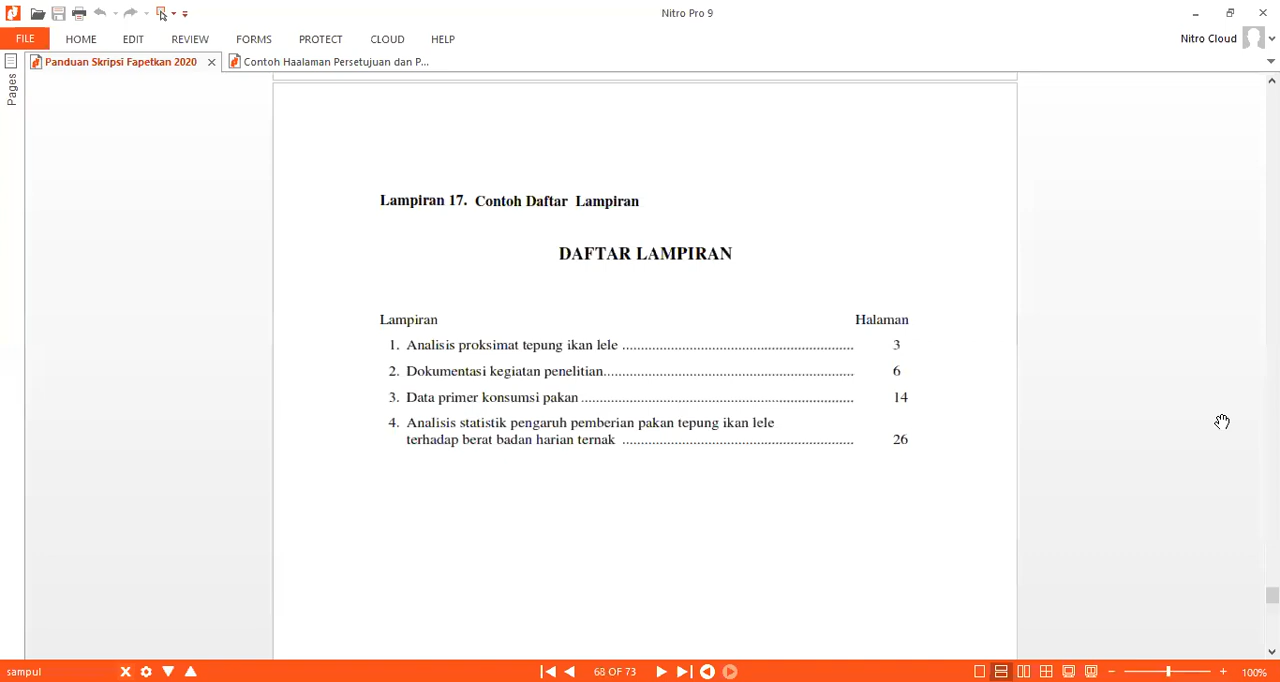 Nitro Pro 9
FILE HOME EDIT REVIEW FORMS PROTECT CLOUD HELP Nitro Cloud
Panduan Skripsi Fapetkan 2020 Contoh Haalaman Persetujuan dan P...
Pages
Lampiran 17. Contoh Daftar Lampiran
DAFTAR LAMPIRAN
Lampiran Halaman
1. Analisis proksimat tepung ikan lele .............................................................. 3
2. Dokumentasi kegiatan penelitian.................................................................. 6
3. Data primer konsumsi pakan ......................................................................... 14
4. Analisis statistik pengaruh pemberian pakan tepung ikan lele
terhadap berat badan harian ternak .............................................................. 26
sampul 68 OF 73 100%